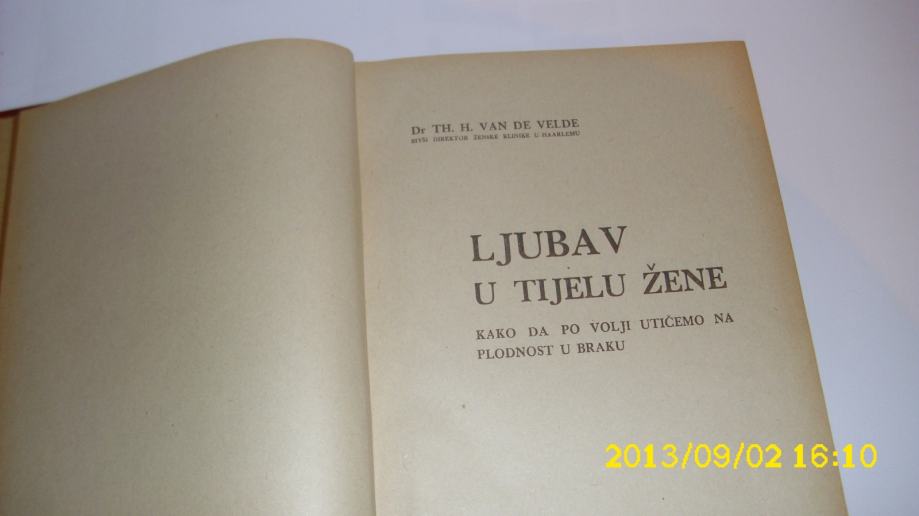 Dr TH. H. VAN DE VELDE
BIVŠI DIREKTOR ŽENSKE KLINIKE U HAARLEMU
LJUBAV
U TIJELU ŽENE
KAKO DA PO VOLJI UTIČEMO NA
PLODNOST U BRAKU
2013/09/02 16:10